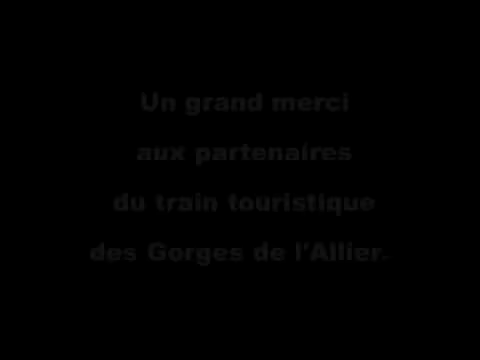 Un grand merci
aux partenaires
du train touristique
des Gorges de l'Allier.